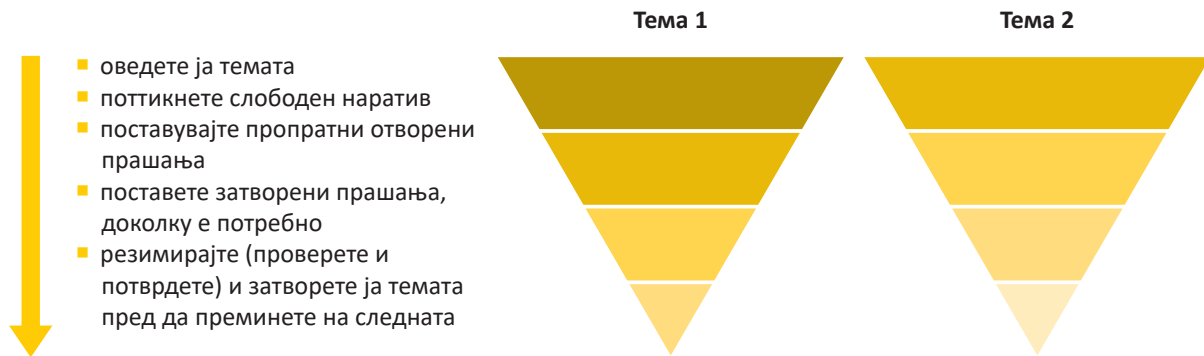 Тема 1
Тема 2
оведете ја темата
поттикнете слободен наратив
поставувајте пропратни отворени
прашања
поставете затворени прашања,
доколку е потребно
резимирајте (проверете и
потврдете) и затворете ја темата
пред да преминете на следната